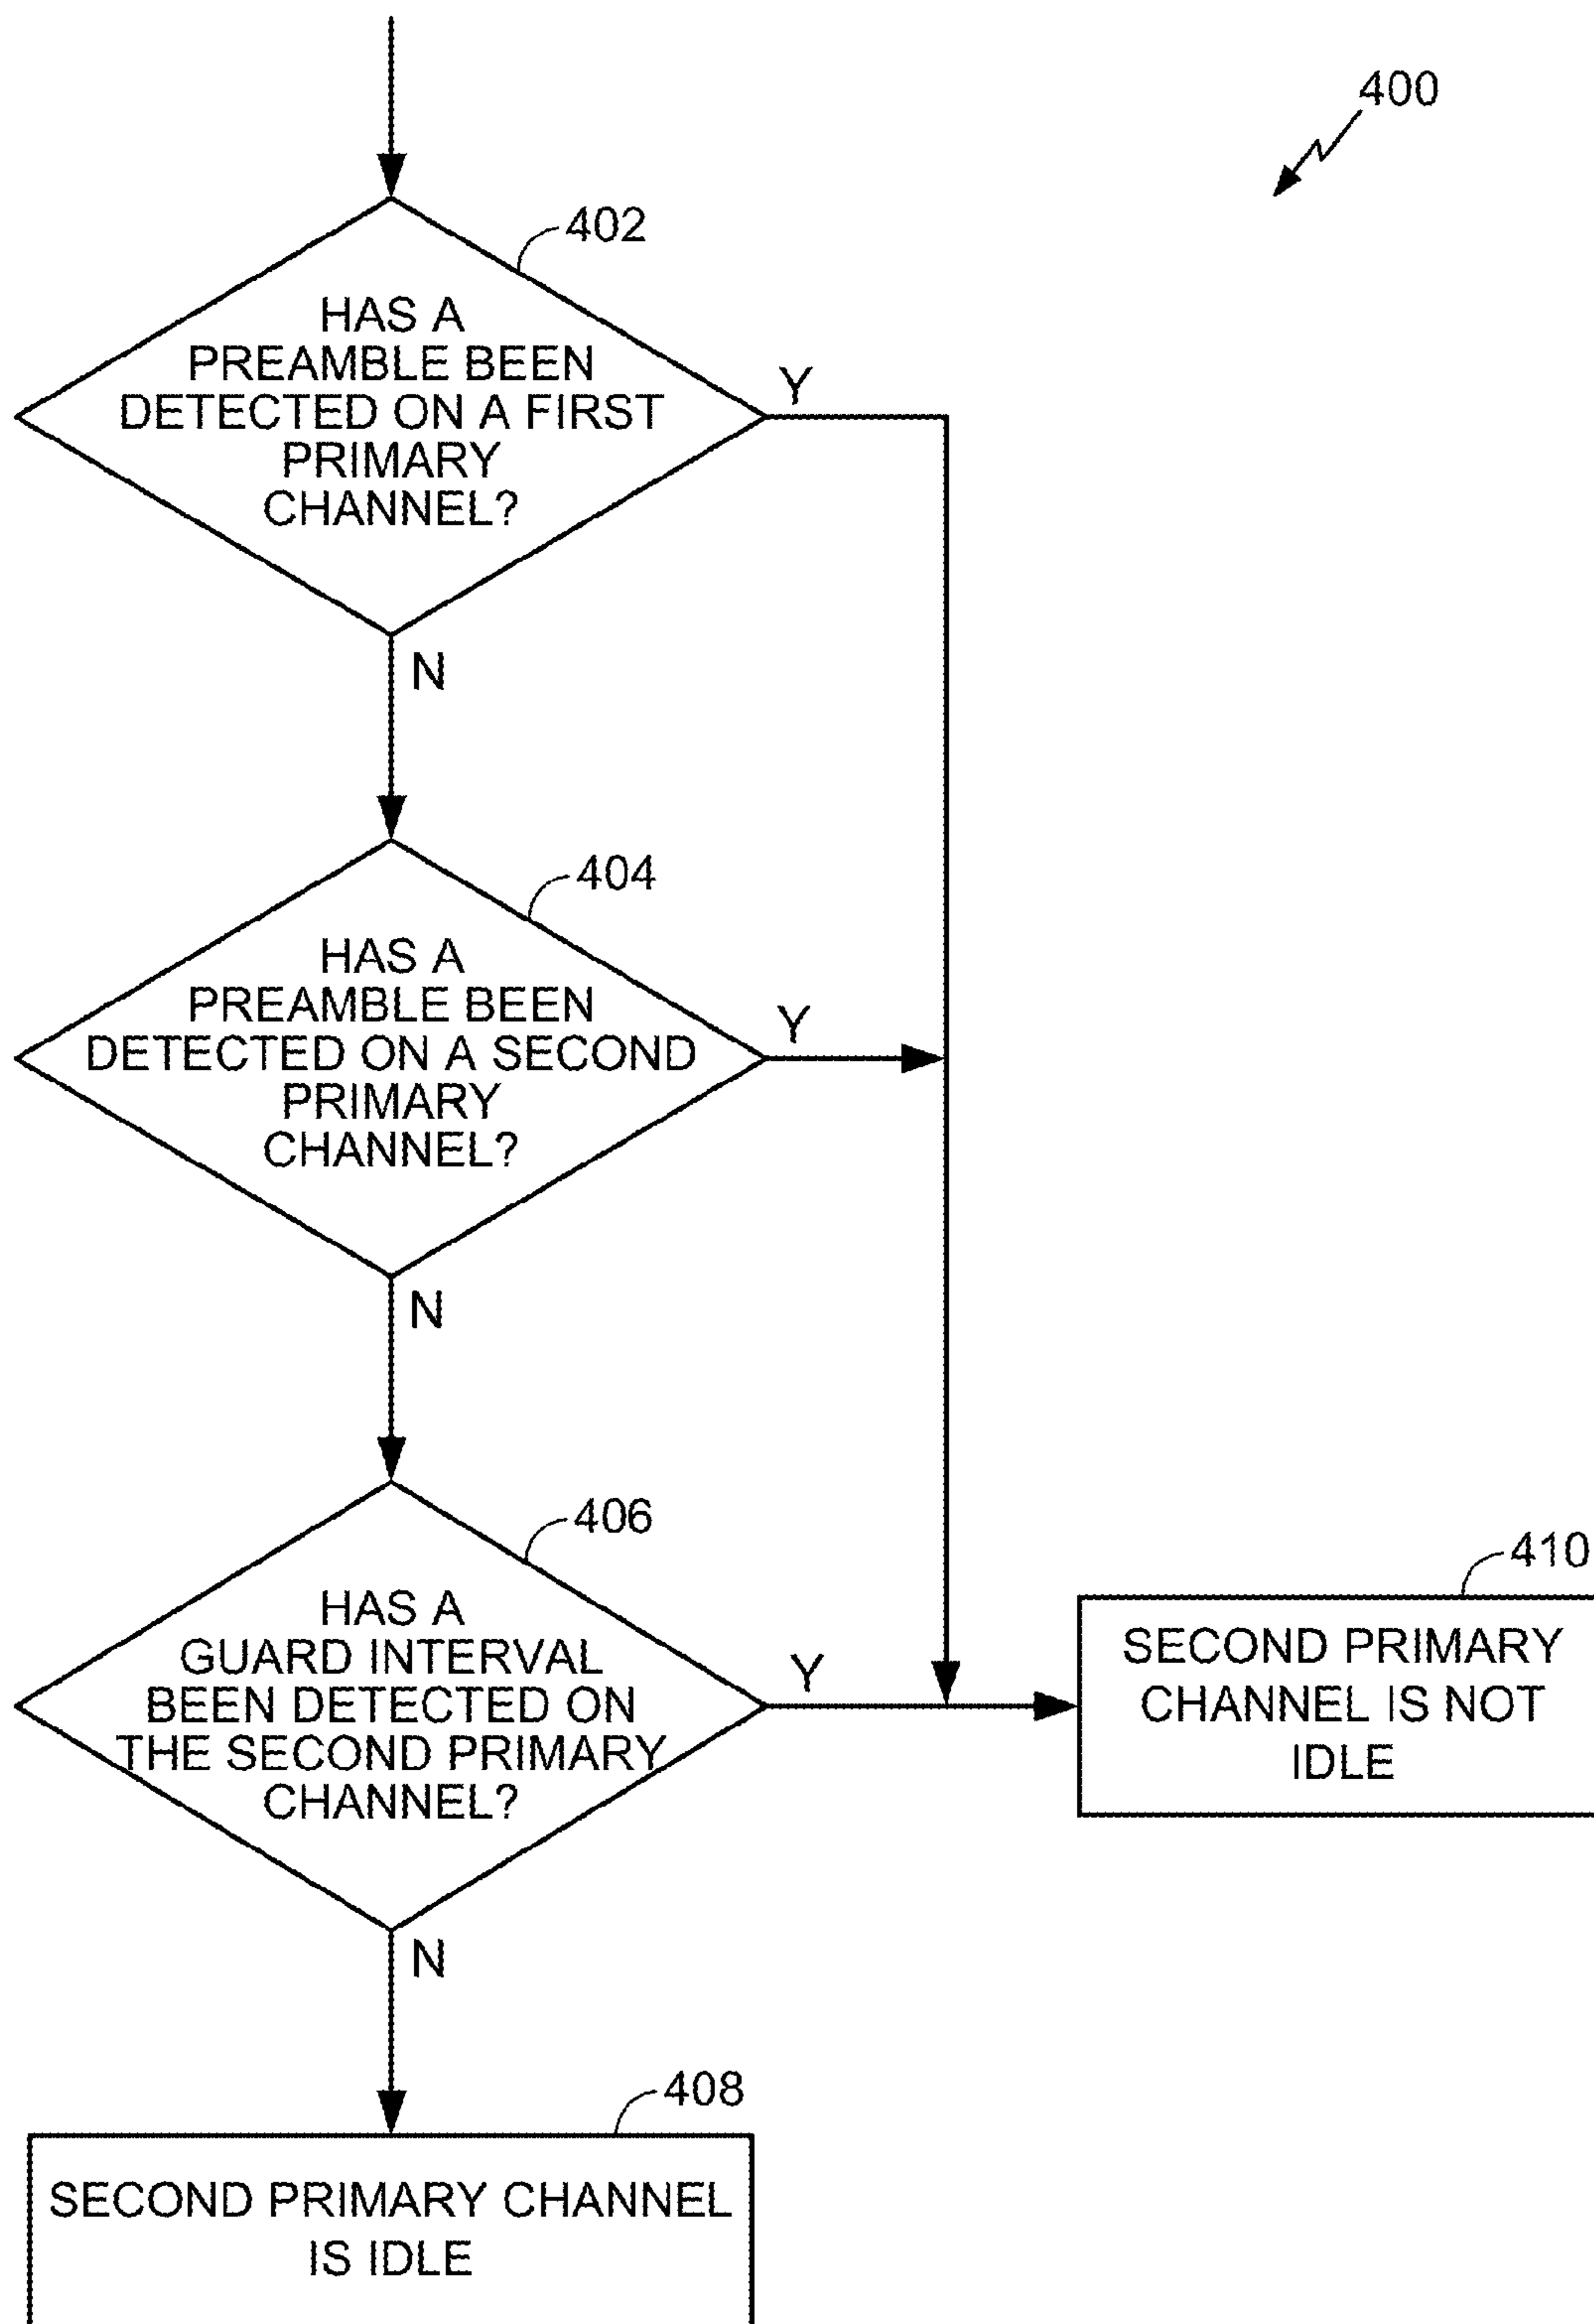 400
402
HAS A
PREAMBLE BEEN
DETECTED ON A FIRST
PRIMARY
CHANNEL?
Y
N
404
HAS A
PREAMBLE BEEN
DETECTED ON A SECOND
PRIMARY
CHANNEL?
Y
N
406
HAS A
GUARD INTERVAL
BEEN DETECTED ON
THE SECOND PRIMARY
CHANNEL?
Y
410
SECOND PRIMARY
CHANNEL IS NOT
IDLE
N
408
SECOND PRIMARY CHANNEL
IS IDLE